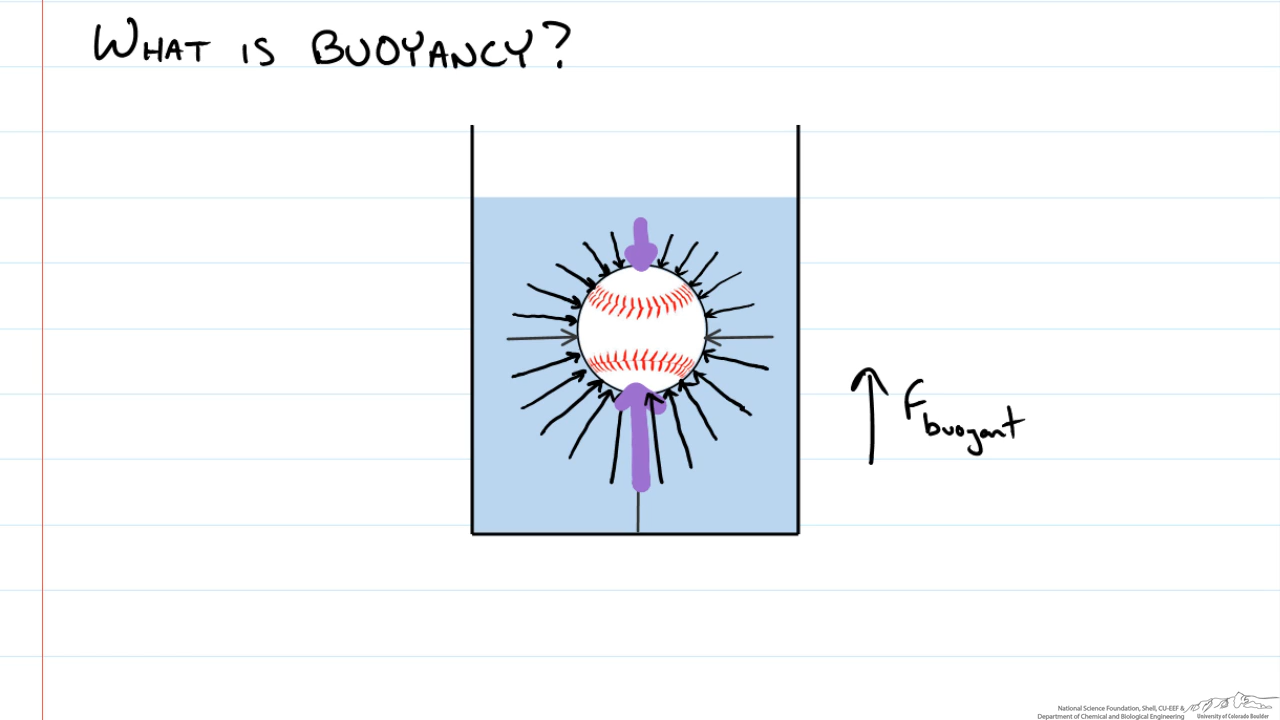 WHAT IS BUOYANCY?
F buoyant
National Science Foundation, Shell, CU-EEF &
Department of Chemical and Biological Engineering
University of Colorado Boulder